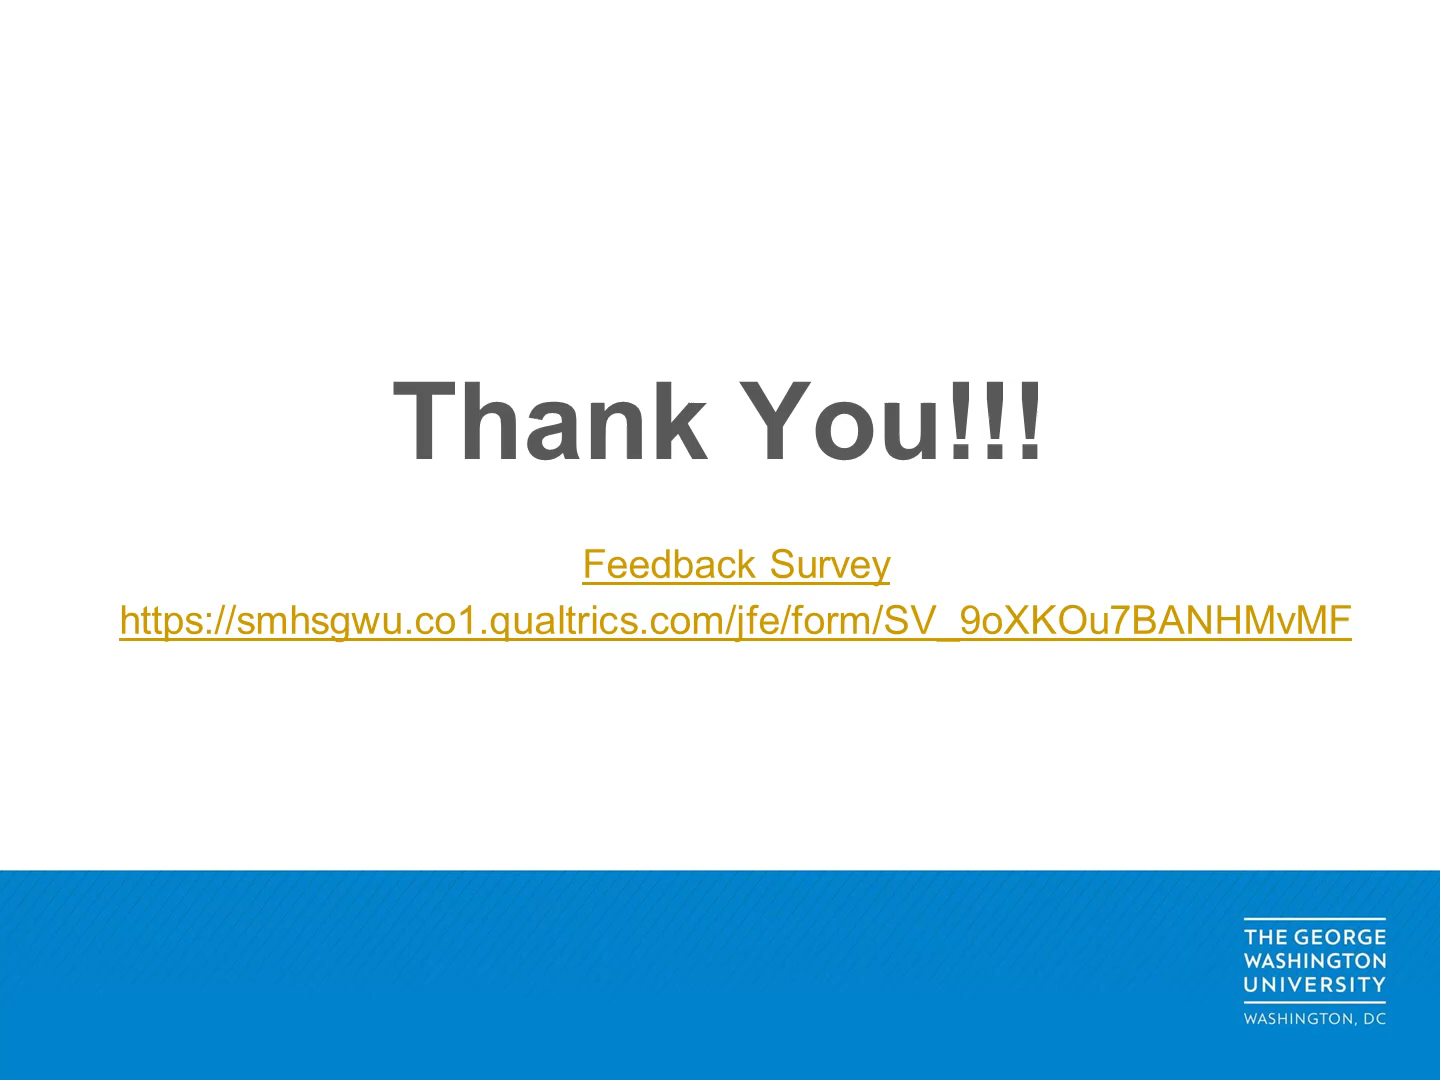 Thank You!!!
Feedback Survey
https://smhsgwu.co1.qualtrics.com/jfe/form/SV_9oXKOu7BANHMvMF
THE GEORGE
WASHINGTON
UNIVERSITY
WASHINGTON, DC